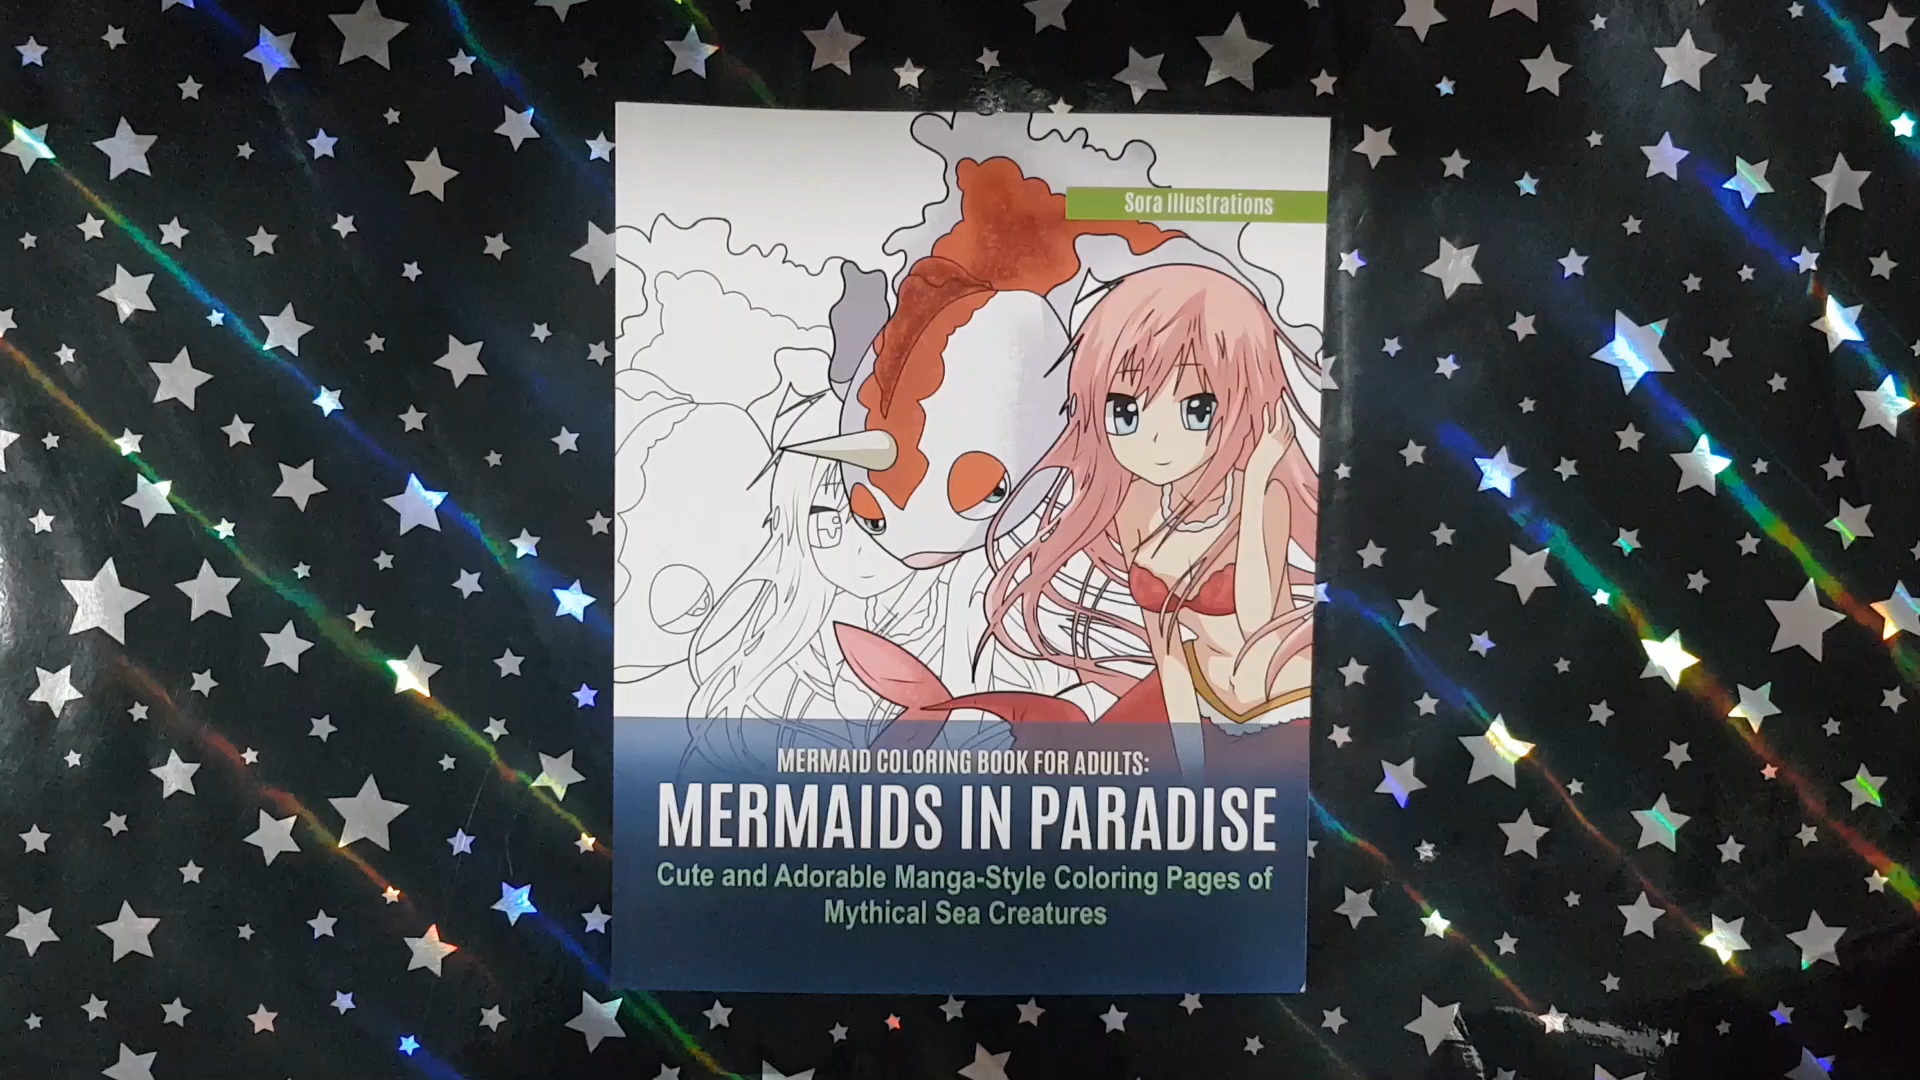 Sora Illustrations
MERMAID COLORING BOOK FOR ADULTS:
MERMAIDS IN PARADISE
Cute and Adorable Manga-Style Coloring Pages of
Mythical Sea Creatures